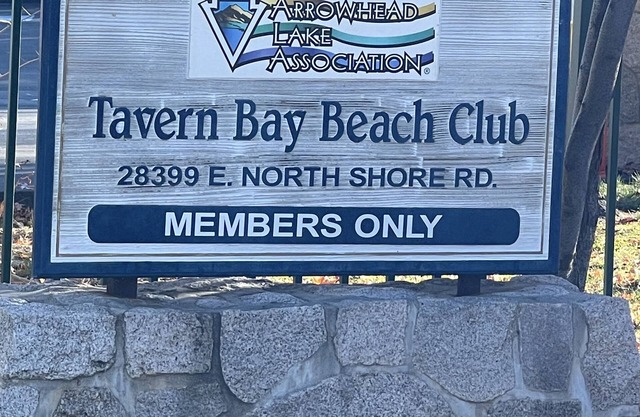 ARROWHEAD
LAKE
ASSOCIATION®
Tavern Bay Beach Club
28399 E. NORTH SHORE RD.
MEMBERS ONLY